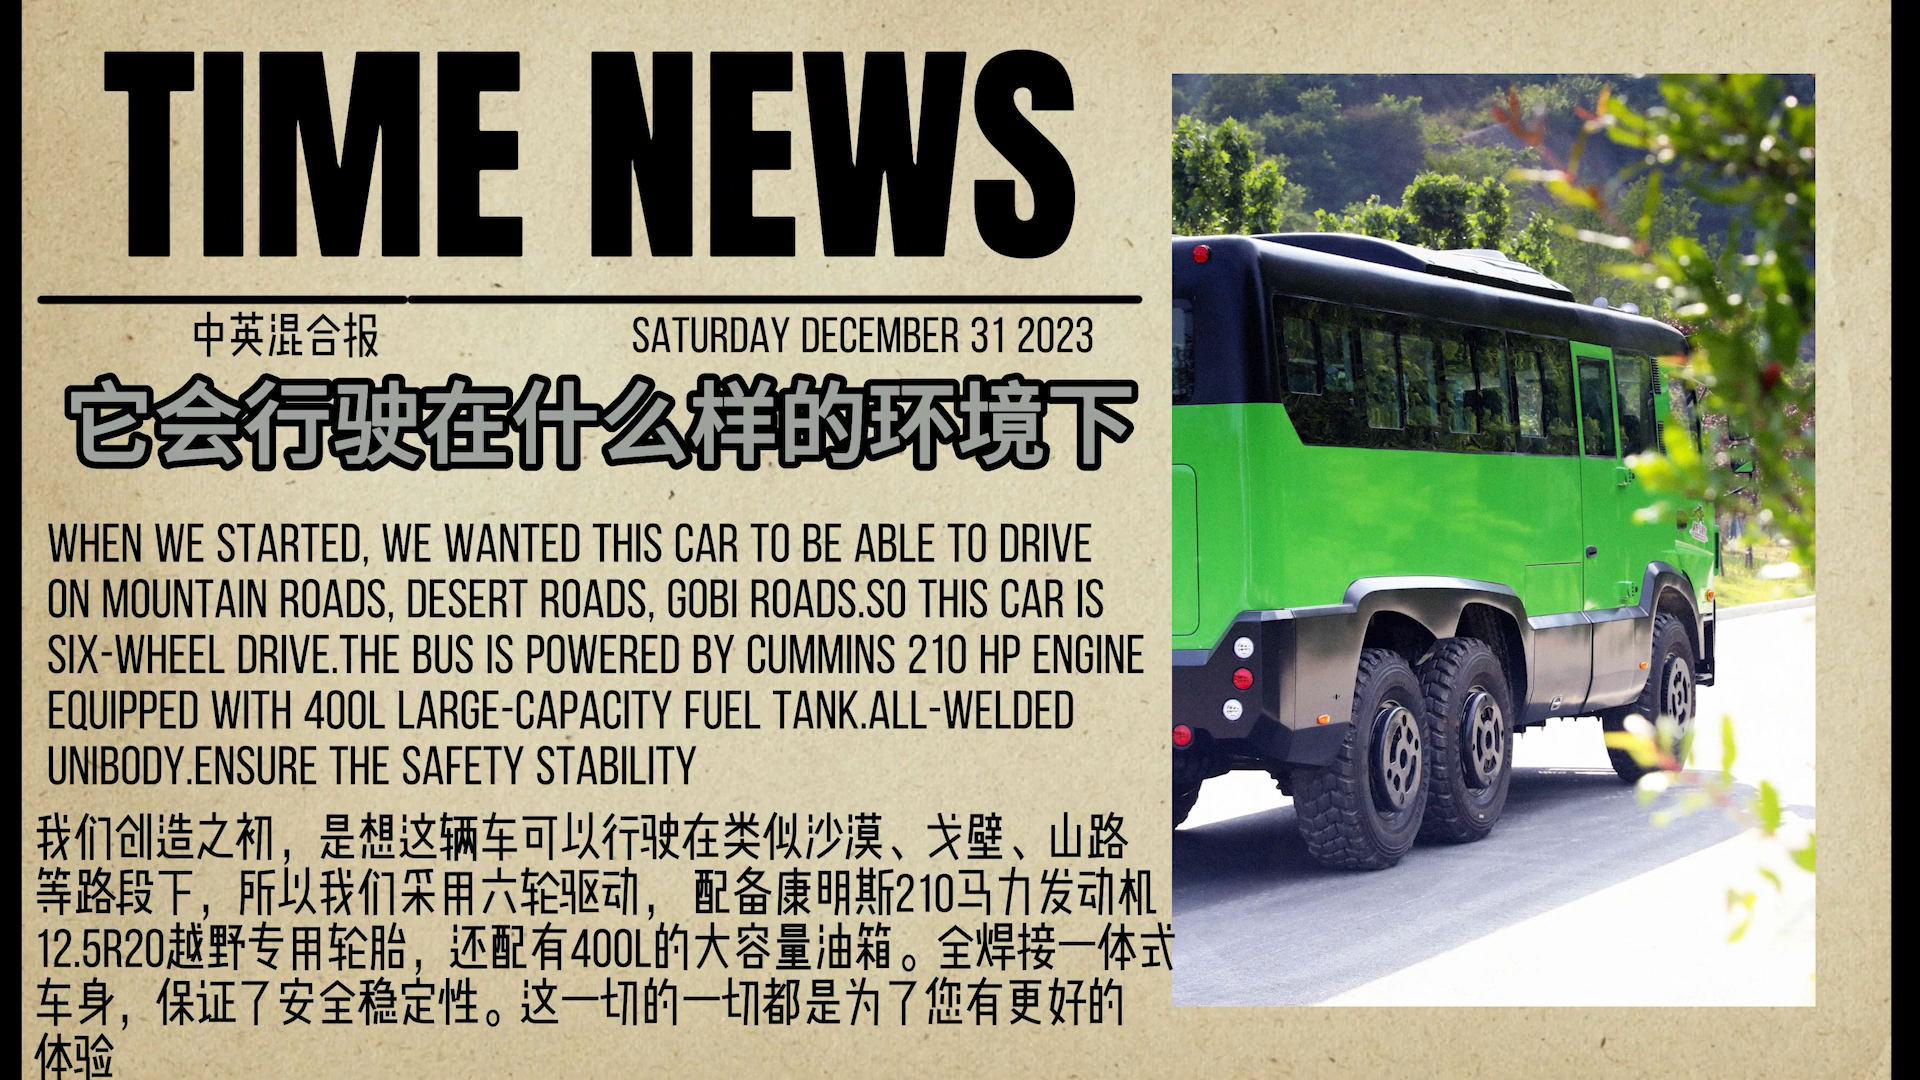 TIME NEWS
中英混合报
SATURDAY DECEMBER 31 2023
它会行驶在什么样的环境下
WHEN WE STARTED, WE WANTED THIS CAR TO BE ABLE TO DRIVE
ON MOUNTAIN ROADS, DESERT ROADS, GOBI ROADS.SO THIS CAR IS
SIX-WHEEL DRIVE.THE BUS IS POWERED BY CUMMINS 210 HP ENGINE
EQUIPPED WITH 400L LARGE-CAPACITY FUEL TANK.ALL-WELDED
UNIBODY.ENSURE THE SAFETY STABILITY
我们创造之初，是想这辆车可以行驶在类似沙漠、戈壁、山路
等路段下，所以我们采用六轮驱动， 配备康明斯210马力发动机
12.5R20越野专用轮胎，还配有400L的大容量油箱。全焊接一体式
车身，保证了安全稳定性。这一切的一切都是为了您有更好的
体验